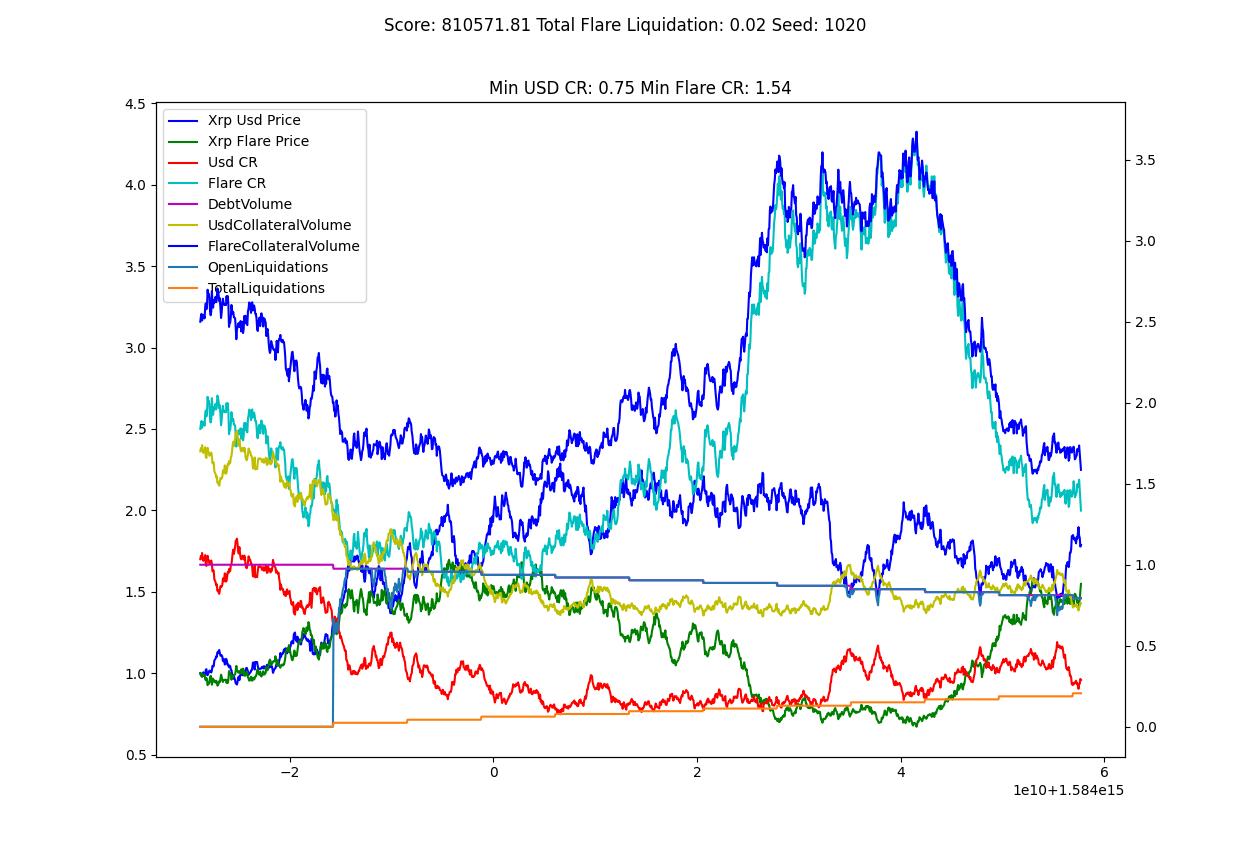 Score: 810571.81 Total Flare Liquidation: 0.02 Seed: 1020
Min USD CR: 0.75 Min Flare CR: 1.54
Xrp Usd Price
Xrp Flare Price
Usd CR
Flare CR
DebtVolume
UsdCollateralVolume
FlareCollateralVolume
OpenLiquidations
TotalLiquidations
4.5
4.0
3.5
3.0
2.5
2.0
1.5
1.0
0.5
3.5
3.0
2.5
2.0
1.5
1.0
0.5
0.0
−2 0 2 4 6
1e10+1.584e15